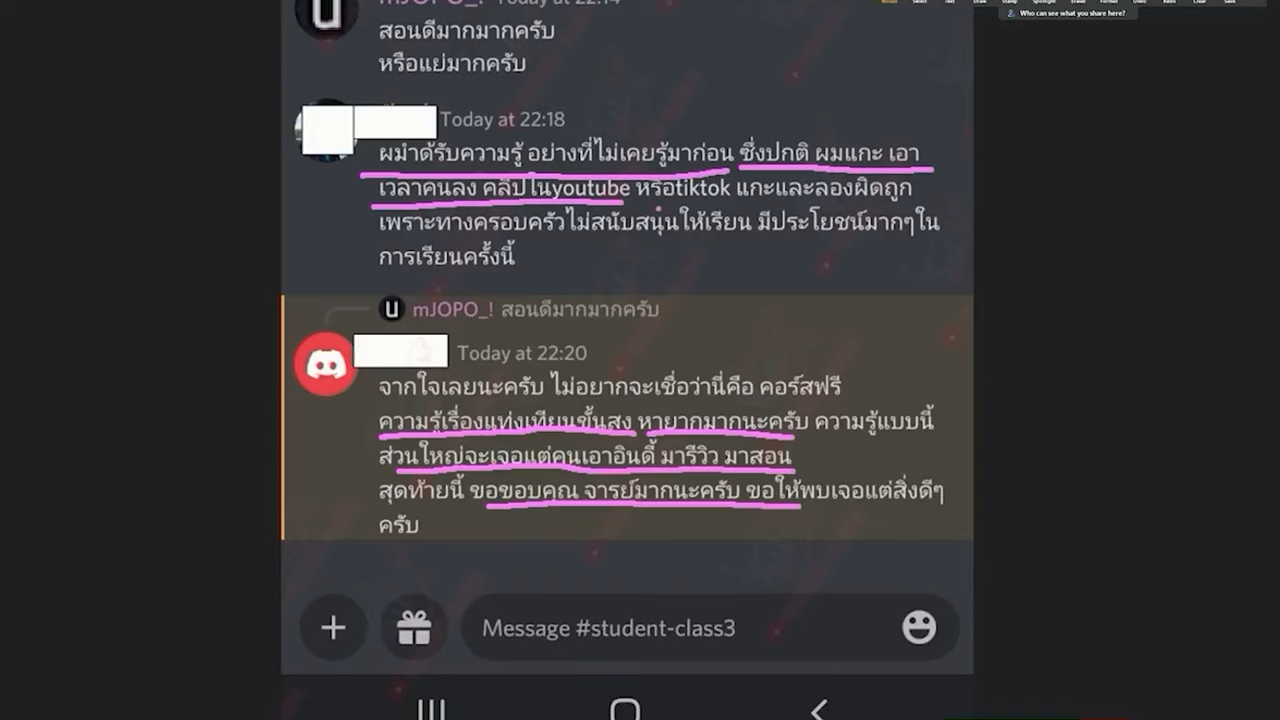 Who can see what you share here?
mJOPO_! Today at 22:14
สอนดีมากมากครับ
หรือแย่มากครับ
Today at 22:18
ผมำด้รับความรู้ อย่างที่ไม่เคยรู้มาก่อน ซึ่งปกติ ผมแกะ เอา
เวลาค้นลง คลิปในyoutube หรือtiktok แกะและลองผิดถูก
เพราะทางครอบครัวไม่สนับสนุนให้เรียน มีประโยชน์มากๆใน
การเรียนครั้งนี้
mJOPO_! สอนดีมากมากครับ
Today at 22:20
จากใจเลยนะครับ ไม่อยากจะเชื่อว่านี่คือ คอร์สฟรี
ความรู้เรื่องแท่งเทียนขั้นสูง หายากมากนะครับ ความรู้แบบนี้
ส่วนใหญ่จะเจอแต่คนเอาอินดี้ มารีวิว มาสอน
สุดท้ายนี้ ขอขอบคุณ จารย์มากนะครับ ขอให้พบเจอแต่สิ่งดีๆ
ครับ
Message #student-class3